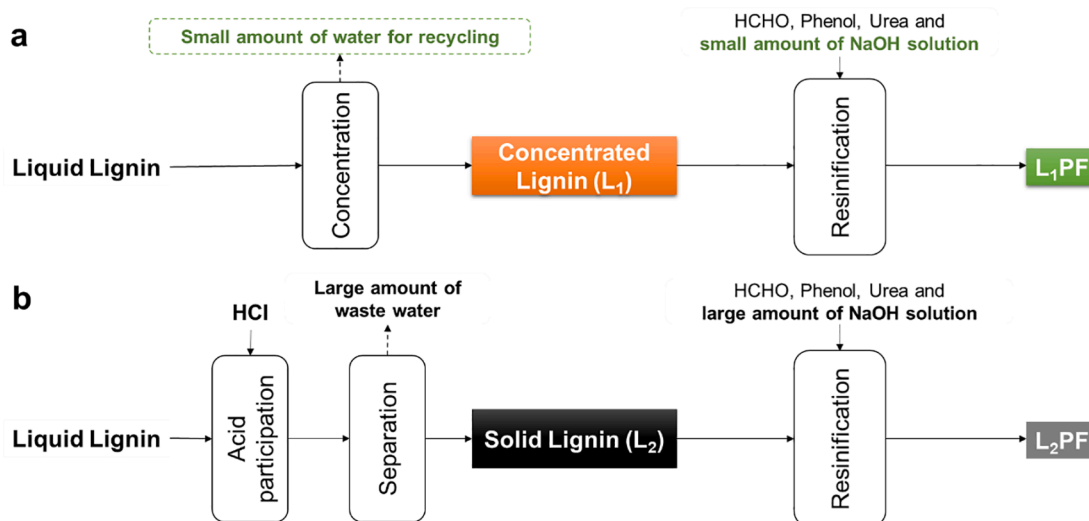 a
Small amount of water for recycling
HCHO, Phenol, Urea and
small amount of NaOH solution
Liquid Lignin
Concentration
Concentrated
Lignin (L₁)
Resinification
L₁PF
b
HCl
Large amount of
waste water
HCHO, Phenol, Urea and
large amount of NaOH solution
Liquid Lignin
Acid
participation
Separation
Solid Lignin (L₂)
Resinification
L₂PF